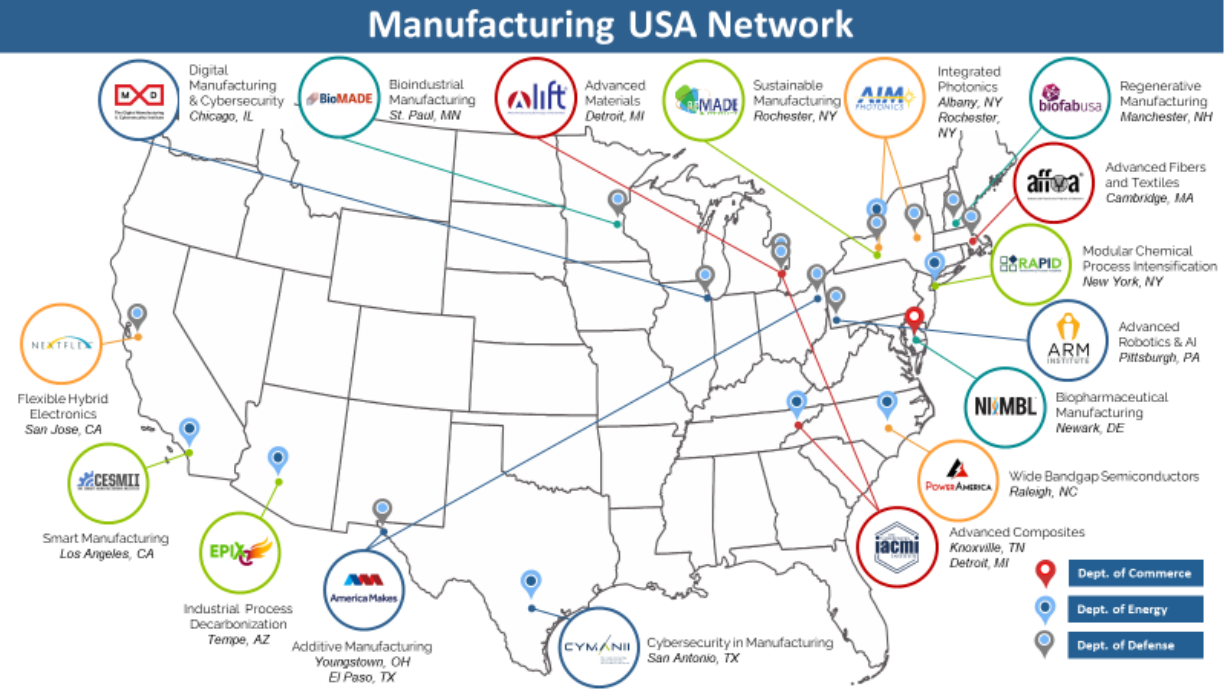 Manufacturing USA Network
MXD
Digital
Manufacturing
& Cybersecurity
Chicago, IL
BioMADE
Bioindustrial
Manufacturing
St. Paul, MN
lift
Advanced
Materials
Detroit, MI
REMADE
Sustainable
Manufacturing
Rochester, NY
AIM
PHOTONICS
Integrated
Photonics
Albany, NY
Rochester,
NY
biofabusa
Regenerative
Manufacturing
Manchester, NH
affoa
Advanced Fibers
and Textiles
Cambridge, MA
RAPID
Modular Chemical
Process Intensification
New York, NY
ARM
INSTITUTE
Advanced
Robotics & AI
Pittsburgh, PA
NIIMBL
Biopharmaceutical
Manufacturing
Newark, DE
POWERAMERICA
Wide Bandgap Semiconductors
Raleigh, NC
iacmi
Advanced Composites
Knoxville, TN
Detroit, MI
NEXTFLEX
Flexible Hybrid
Electronics
San Jose, CA
CESMII
Smart Manufacturing
Los Angeles, CA
EPIX
Industrial Process
Decarbonization
Tempe, AZ
America Makes
Additive Manufacturing
Youngstown, OH
El Paso, TX
CYMANII
Cybersecurity in Manufacturing
San Antonio, TX
Dept. of Commerce
Dept. of Energy
Dept. of Defense